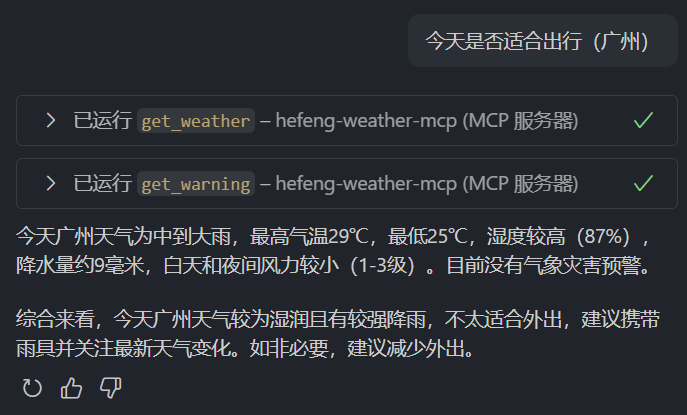 今天是否适合出行（广州）
已运行 get_weather – hefeng-weather-mcp (MCP 服务器)
已运行 get_warning – hefeng-weather-mcp (MCP 服务器)
今天广州天气为中到大雨，最高气温29℃，最低25℃，湿度较高（87%），
降水量约9毫米，白天和夜间风力较小（1-3级）。目前没有气象灾害预警。
综合来看，今天广州天气较为湿润且有较强降雨，不太适合外出，建议携带
雨具并关注最新天气变化。如非必要，建议减少外出。